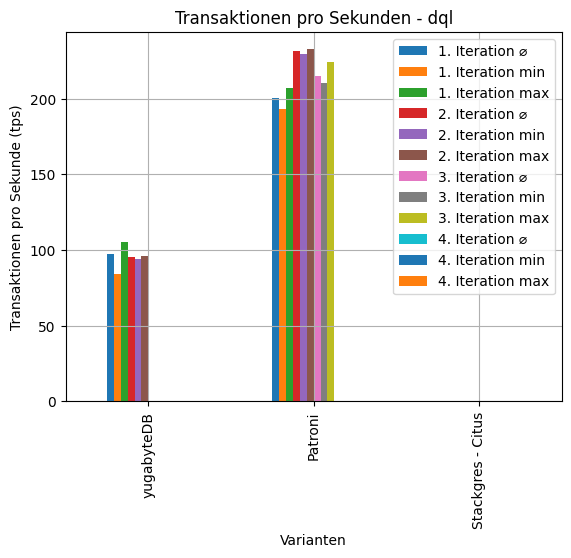 Transaktionen pro Sekunden - dql
Transaktionen pro Sekunde (tps)
200
150
100
50
0
1. Iteration ⌀
1. Iteration min
1. Iteration max
2. Iteration ⌀
2. Iteration min
2. Iteration max
3. Iteration ⌀
3. Iteration min
3. Iteration max
4. Iteration ⌀
4. Iteration min
4. Iteration max
yugabyteDB
Patroni
Stackgres - Citus
Varianten